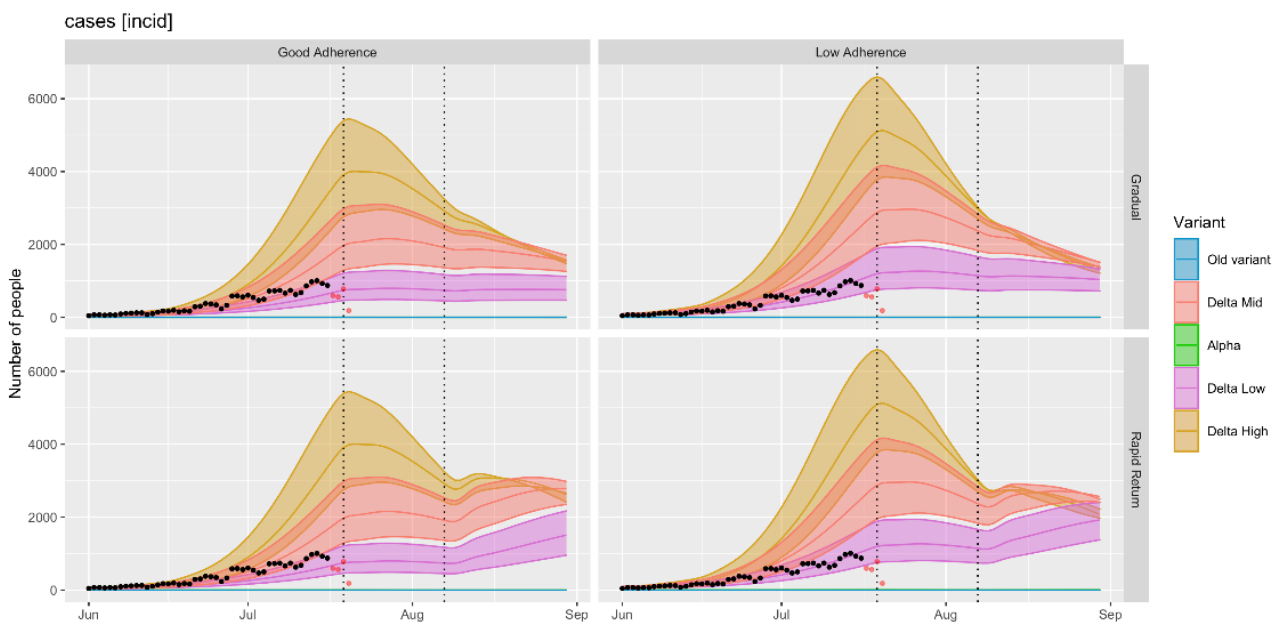 cases [incid]
Good Adherence
Low Adherence
Number of people
6000
4000
2000
0
Gradual
6000
4000
2000
0
Rapid Return
Jun
Jul
Aug
Sep
Jun
Jul
Aug
Sep
Variant
Old variant
Delta Mid
Alpha
Delta Low
Delta High